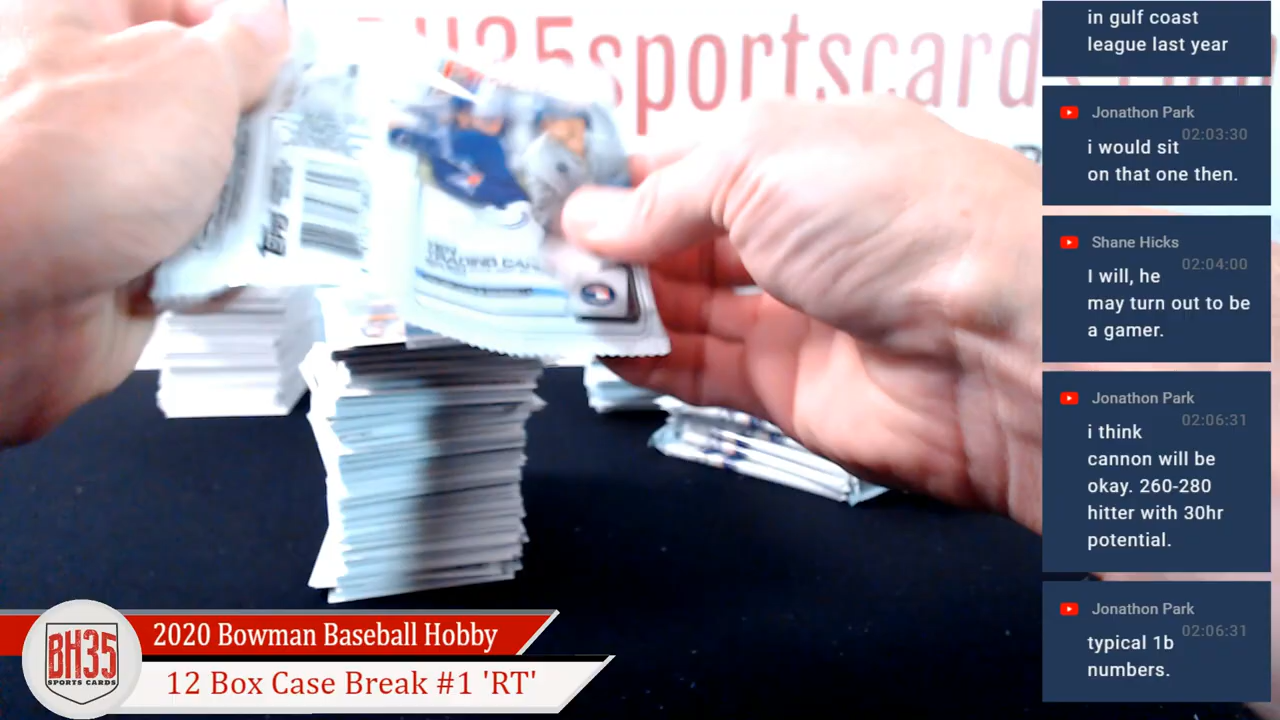 BH35sportscards.com
in gulf coast
league last year
Jonathon Park
02:03:30
i would sit
on that one then.
Shane Hicks
02:04:00
I will, he
may turn out to be
a gamer.
Jonathon Park
02:06:31
i think
cannon will be
okay. 260-280
hitter with 30hr
potential.
Jonathon Park
02:06:31
typical 1b
numbers.
BH35
SPORTS CARDS
2020 Bowman Baseball Hobby
12 Box Case Break #1 'RT'